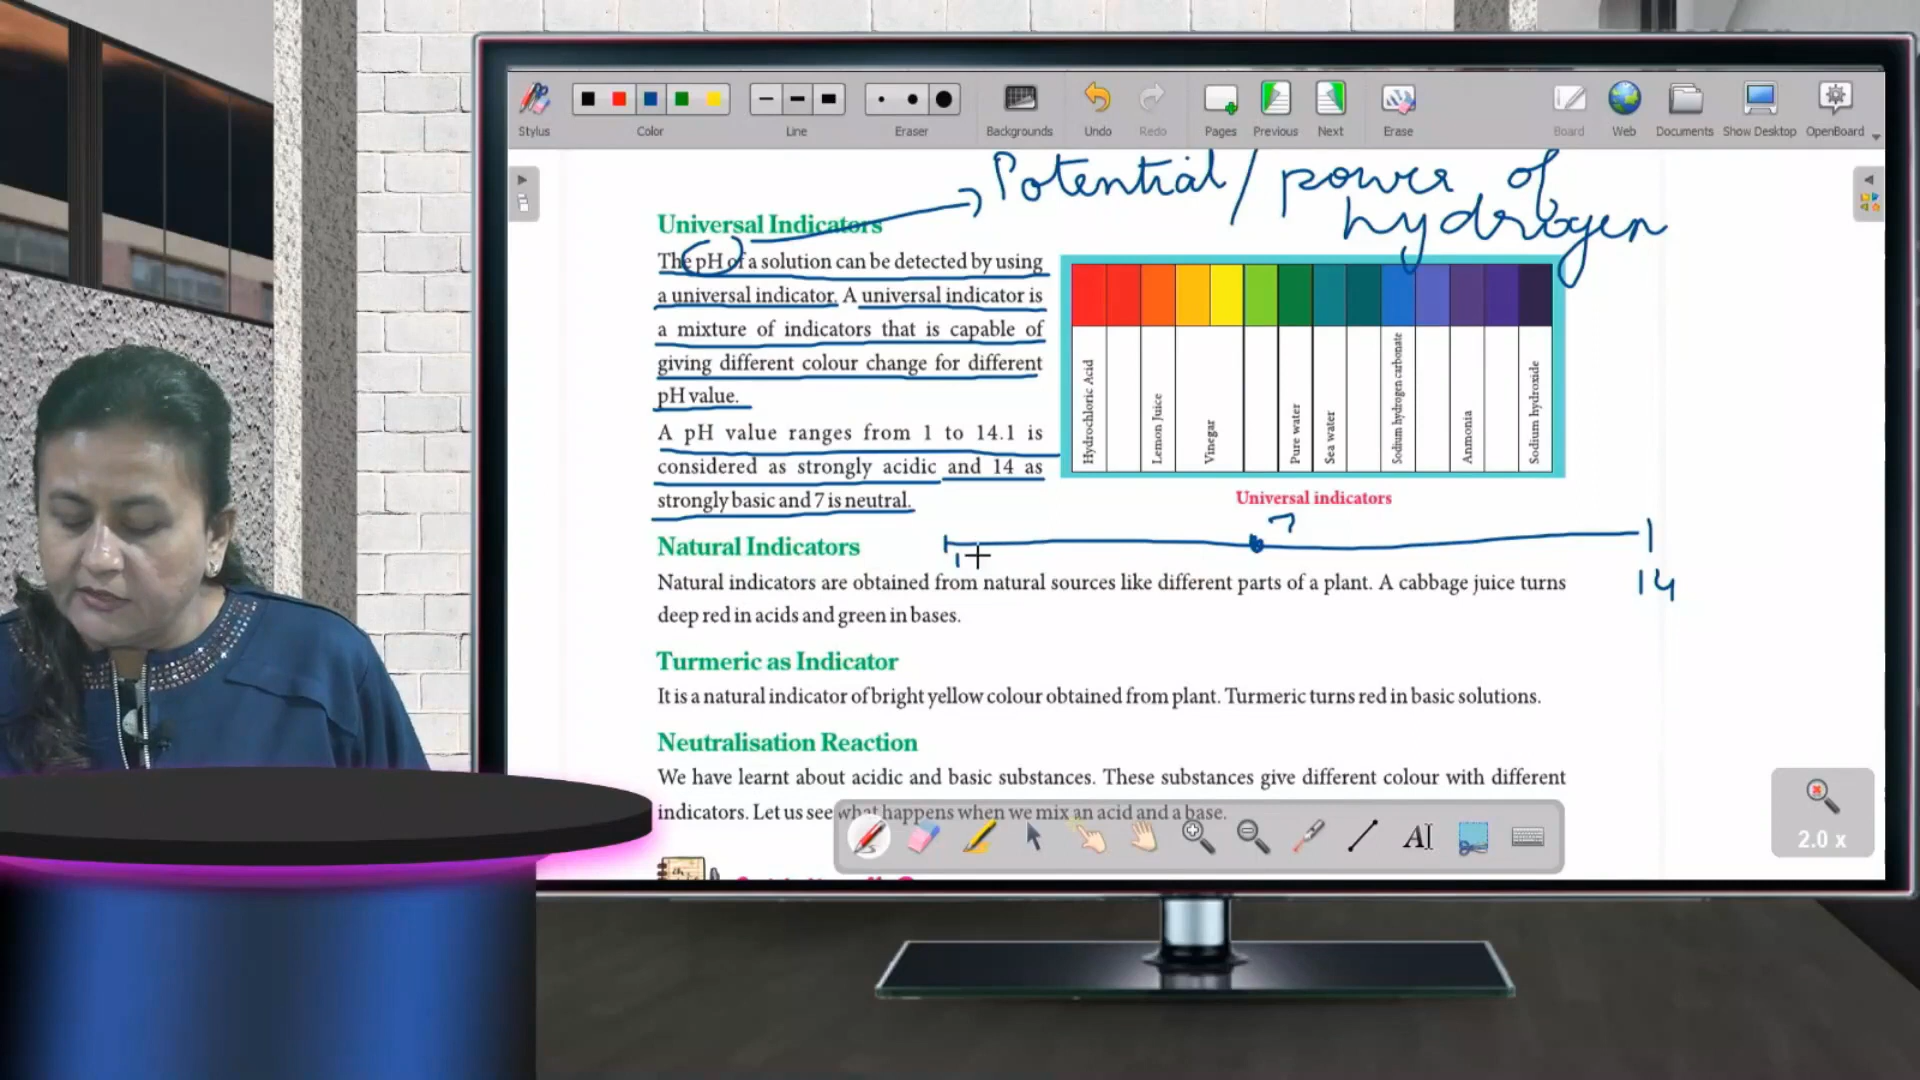 Stylus
Color
Line
Eraser
Backgrounds
Undo
Redo
Pages
Previous
Next
Erase
Board
Web
Documents
Show Desktop
OpenBoard
Potential / power of
hydrogen
Universal Indicators
The pH of a solution can be detected by using
a universal indicator. A universal indicator is
a mixture of indicators that is capable of
giving different colour change for different
pH value.
A pH value ranges from 1 to 14.1 is
considered as strongly acidic and 14 as
strongly basic and 7 is neutral.
Hydrochloric Acid
Lemon Juice
Vinegar
Pure water
Sea water
Sodium hydrogen carbonate
Anmonia
Sodium hydroxide
Universal indicators
7
1
14
Natural Indicators
Natural indicators are obtained from natural sources like different parts of a plant. A cabbage juice turns
deep red in acids and green in bases.
Turmeric as Indicator
It is a natural indicator of bright yellow colour obtained from plant. Turmeric turns red in basic solutions.
Neutralisation Reaction
We have learnt about acidic and basic substances. These substances give different colour with different
indicators. Let us see what happens when we mix an acid and a base.
AI
2.0 x